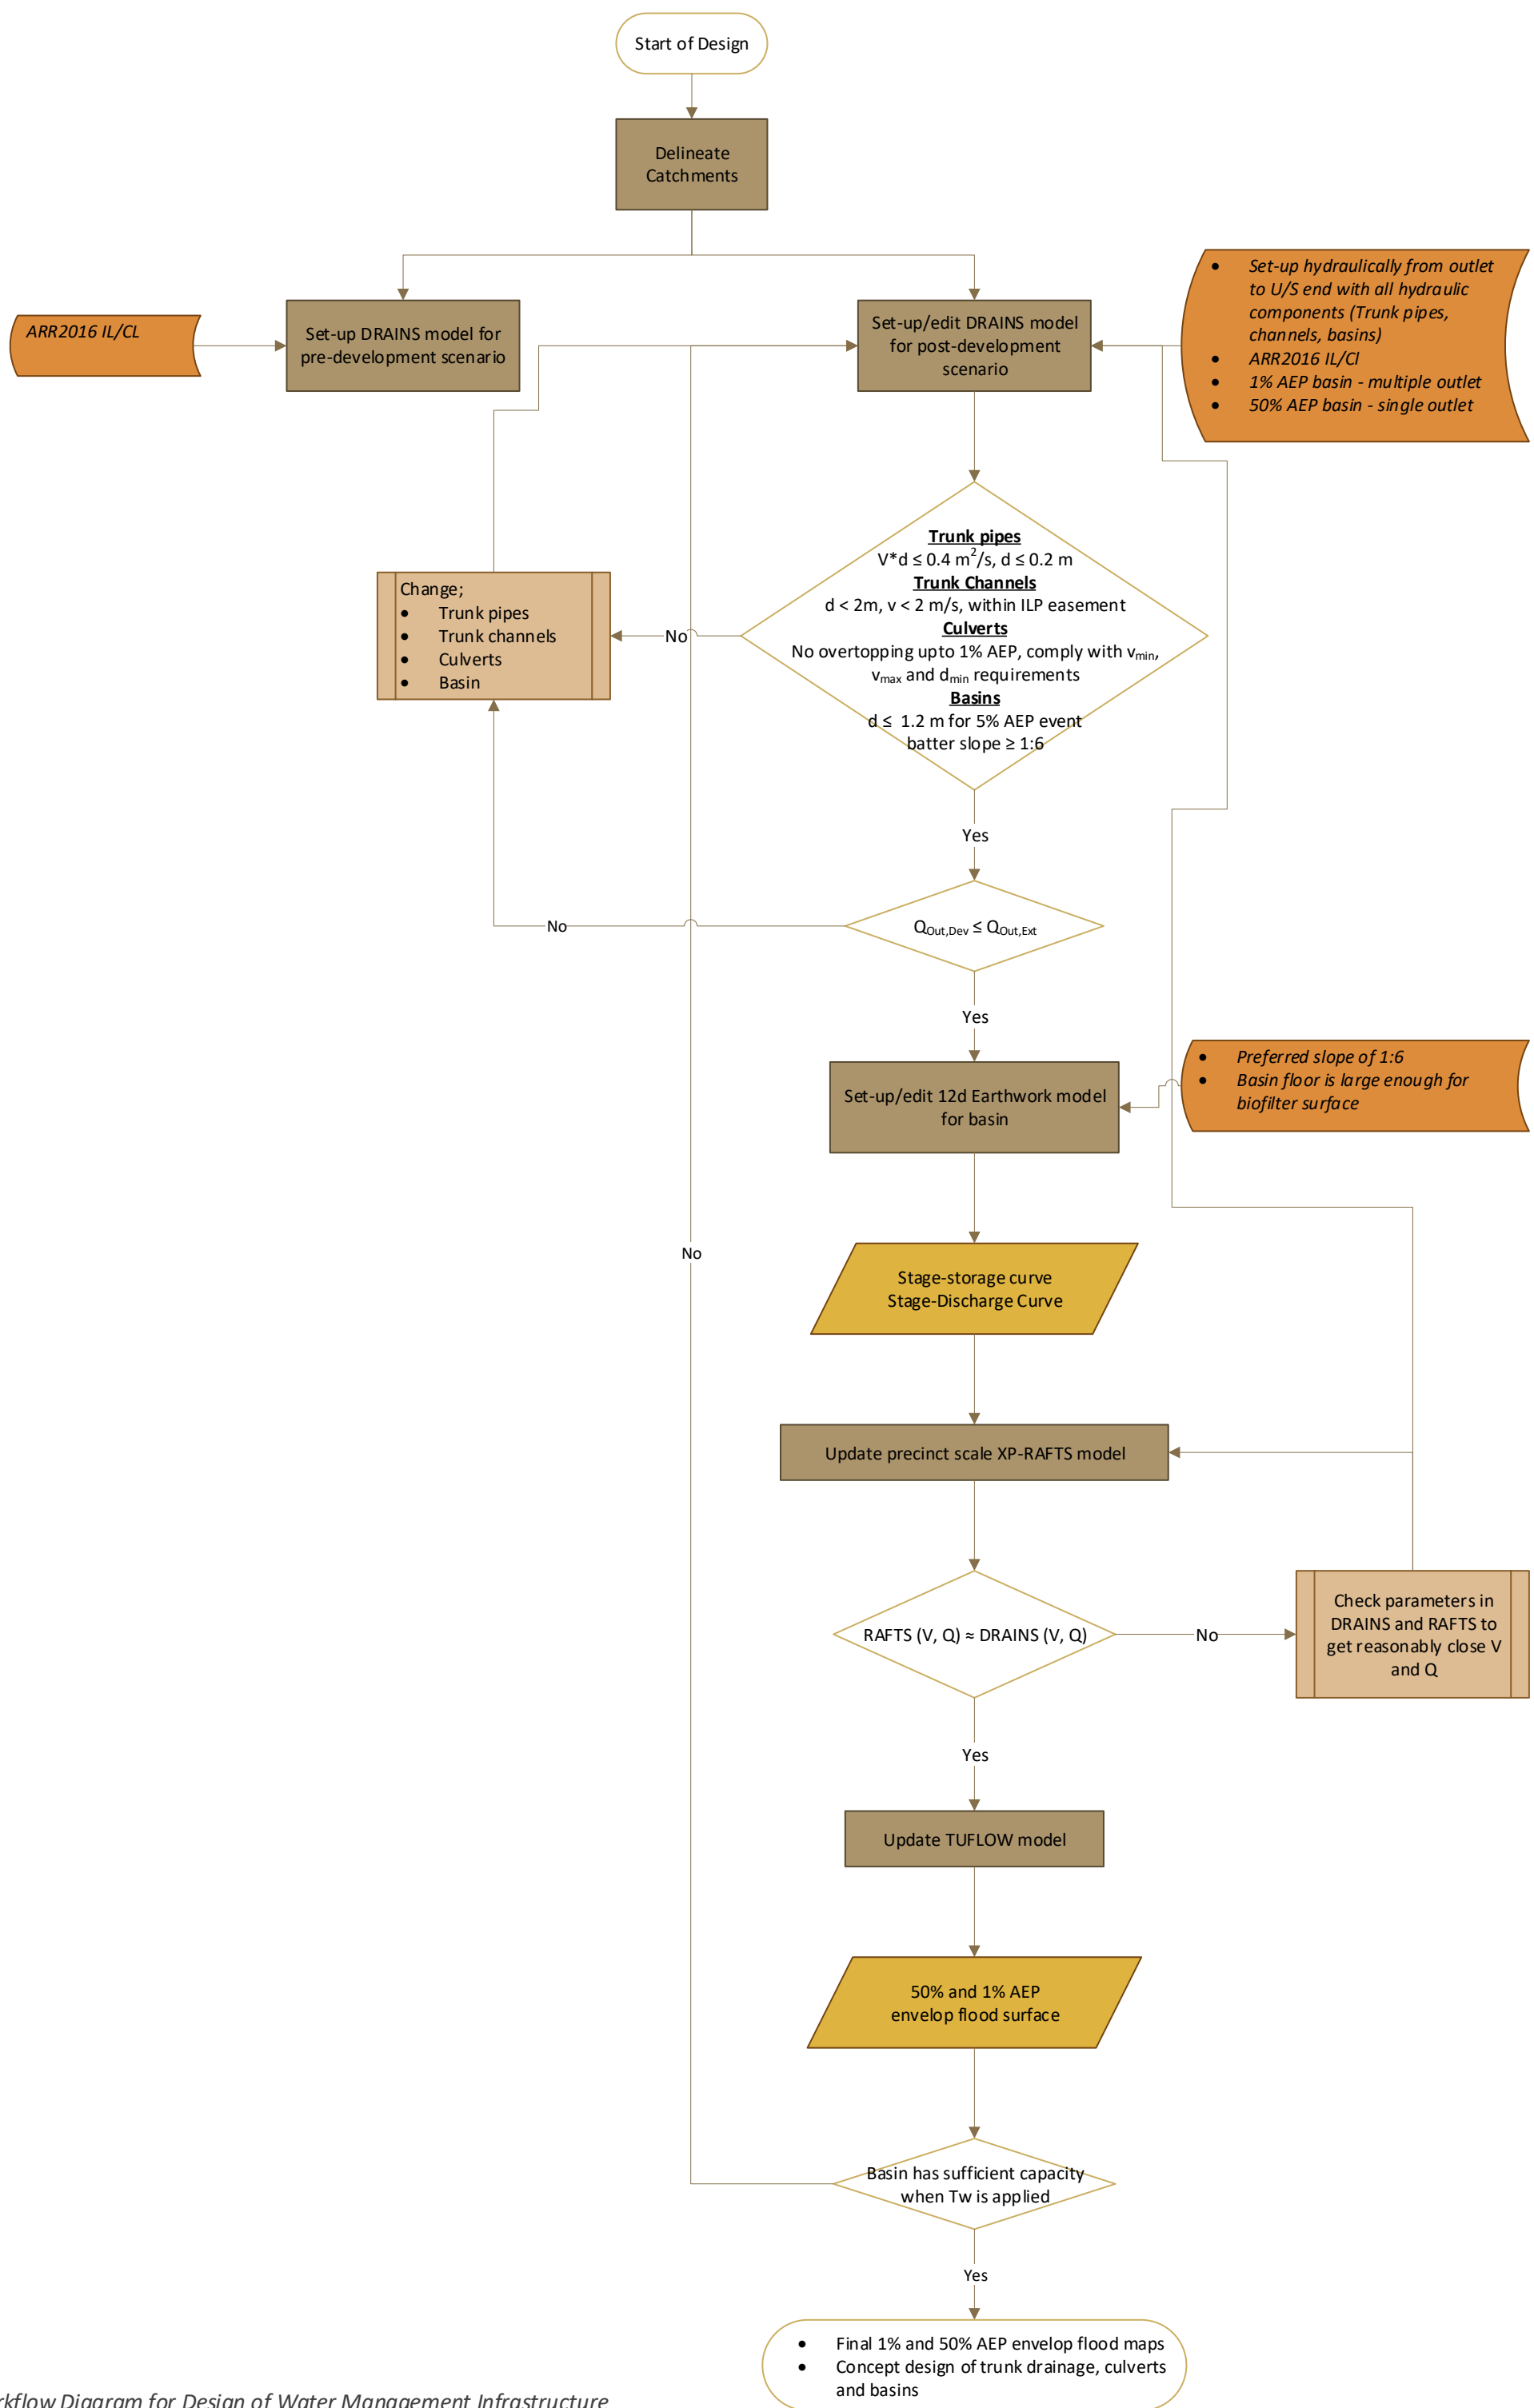 Start of Design
Delineate
Catchments
ARR2016 IL/CL
Set-up DRAINS model for
pre-development scenario
Set-up/edit DRAINS model
for post-development
scenario
• Set-up hydraulically from outlet
to U/S end with all hydraulic
components (Trunk pipes,
channels, basins)
• ARR2016 IL/Cl
• 1% AEP basin - multiple outlet
• 50% AEP basin - single outlet
Trunk pipes
V*d ≤ 0.4 m²/s, d ≤ 0.2 m
Trunk Channels
d < 2m, v < 2 m/s, within ILP easement
Culverts
No overtopping upto 1% AEP, comply with vmin,
vmax and dmin requirements
Basins
d ≤ 1.2 m for 5% AEP event
batter slope ≥ 1:6
No
Change;
• Trunk pipes
• Trunk channels
• Culverts
• Basin
Yes
QOut,Dev ≤ QOut,Ext
No
Yes
Set-up/edit 12d Earthwork model
for basin
• Preferred slope of 1:6
• Basin floor is large enough for
biofilter surface
No
Stage-storage curve
Stage-Discharge Curve
Update precinct scale XP-RAFTS model
RAFTS (V, Q) ≈ DRAINS (V, Q)
No
Check parameters in
DRAINS and RAFTS to
get reasonably close V
and Q
Yes
Update TUFLOW model
50% and 1% AEP
envelop flood surface
Basin has sufficient capacity
when Tw is applied
Yes
• Final 1% and 50% AEP envelop flood maps
• Concept design of trunk drainage, culverts
and basins
rkflow Diagram for Design of Water Management Infrastructure